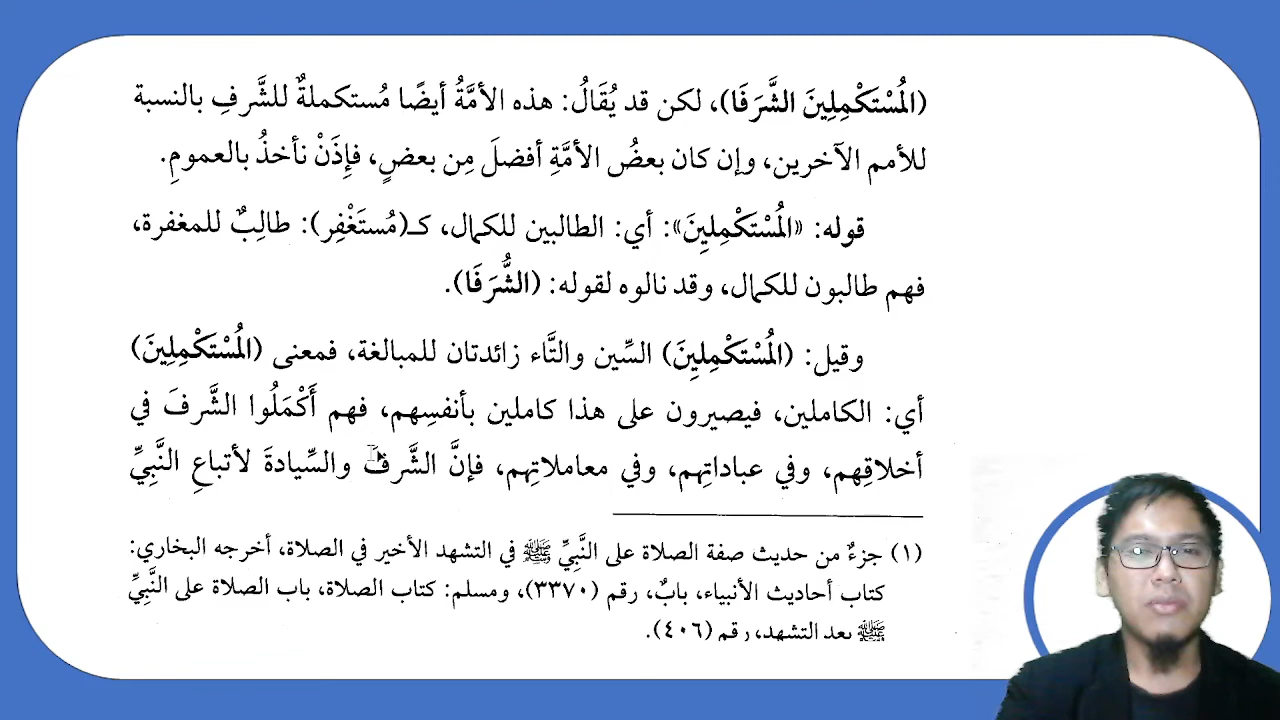 (المُسْتَكْمِلِينَ الشَّرَفَا)، لكن قد يُقَالُ: هذه الأمَّةُ أيضًا مُستكملةٌ للشَّرفِ بالنسبة
للأمم الآخرين، وإن كان بعضُ الأمَّةِ أفضلَ مِن بعضٍ، فإِذَنْ نأخذُ بالعمومِ.
قوله: «المُسْتَكْمِلِينَ»: أي: الطالبين للكمال، كـ(مُستَغْفِر): طالِبٌ للمغفرة،
فهم طالبون للكمال، وقد نالوه لقوله: (الشُّرَفَا).
وقيل: (المُسْتَكْمِلِينَ) السِّين والتَّاء زائدتان للمبالغة، فمعنى (المُسْتَكْمِلِينَ)
أي: الكاملين، فيصيرون على هذا كاملين بأنفسِهم، فهم أَكْمَلُوا الشَّرفَ في
أخلاقِهم، وفي عباداتِهم، وفي معاملاتِهم، فإنَّ الشَّرفَ والسِّيادةَ لأتباعِ النَّبِيِّ
(١) جزءٌ من حديث صفة الصلاة على النَّبِيِّ ﷺ في التشهد الأخير في الصلاة، أخرجه البخاري:
كتاب أحاديث الأنبياء، بابٌ، رقم (٣٣٧٠)، ومسلم: كتاب الصلاة، باب الصلاة على النَّبِيِّ
ﷺ بعد التشهد، رقم (٤٠٦).